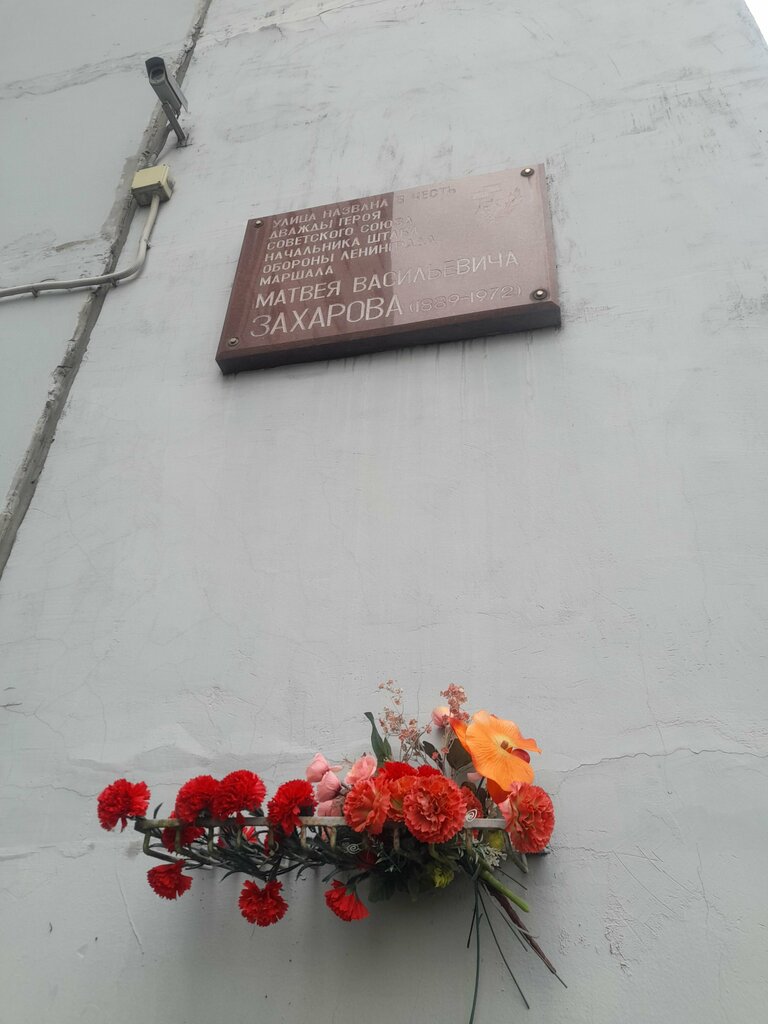 УЛИЦА НАЗВАНА В ЧЕСТЬ
ДВАЖДЫ ГЕРОЯ
СОВЕТСКОГО СОЮЗА
НАЧАЛЬНИКА ШТАБА
ОБОРОНЫ ЛЕНИНГРАДА
МАРШАЛА
МАТВЕЯ ВАСИЛЬЕВИЧА
ЗАХАРОВА (1889-1972)